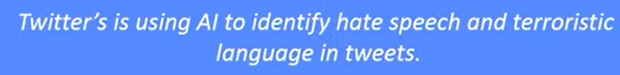 Twitter's is using AI to identify hate speech and terroristic
language in tweets.